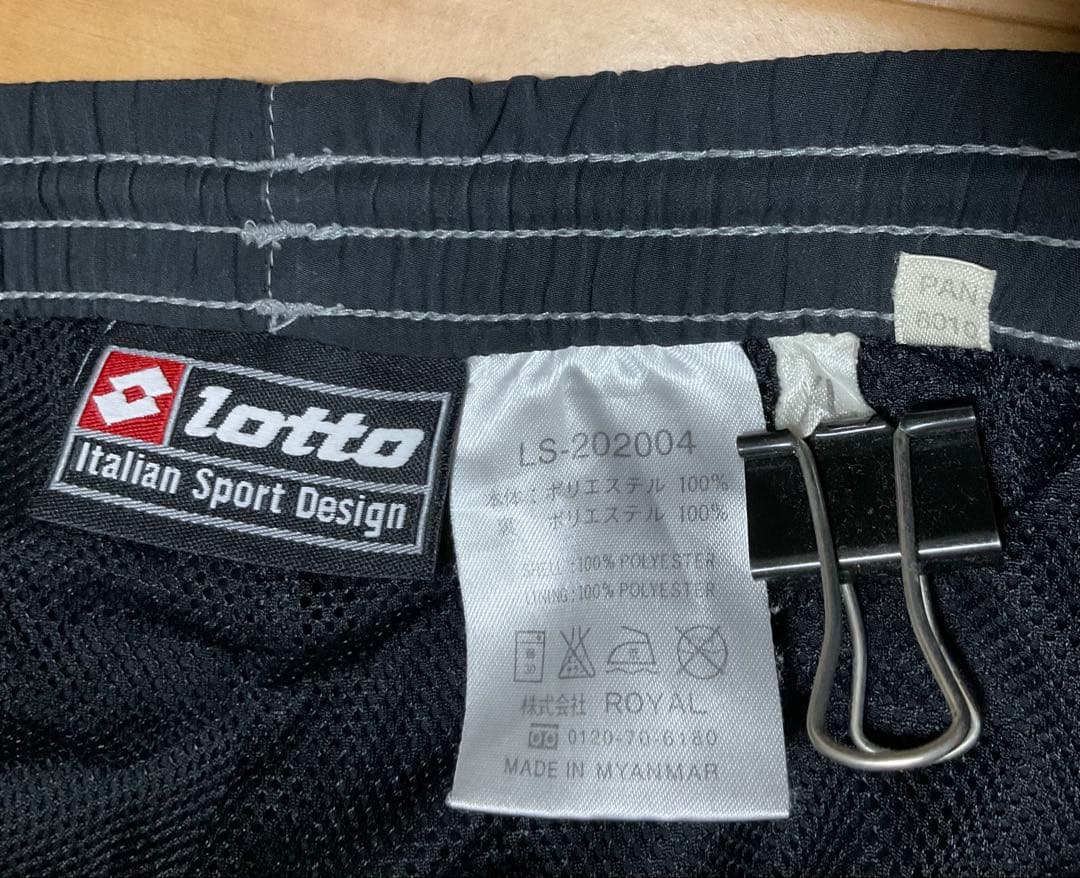 lotto
Italian Sport Design
LS-202004
本体:ポリエステル 100%
裏 ポリエステル 100%
SHELL:100% POLYESTER
LINING:100% POLYESTER
30
株式会社 ROYAL
0120-70-6180
MADE IN MYANMAR
PAN